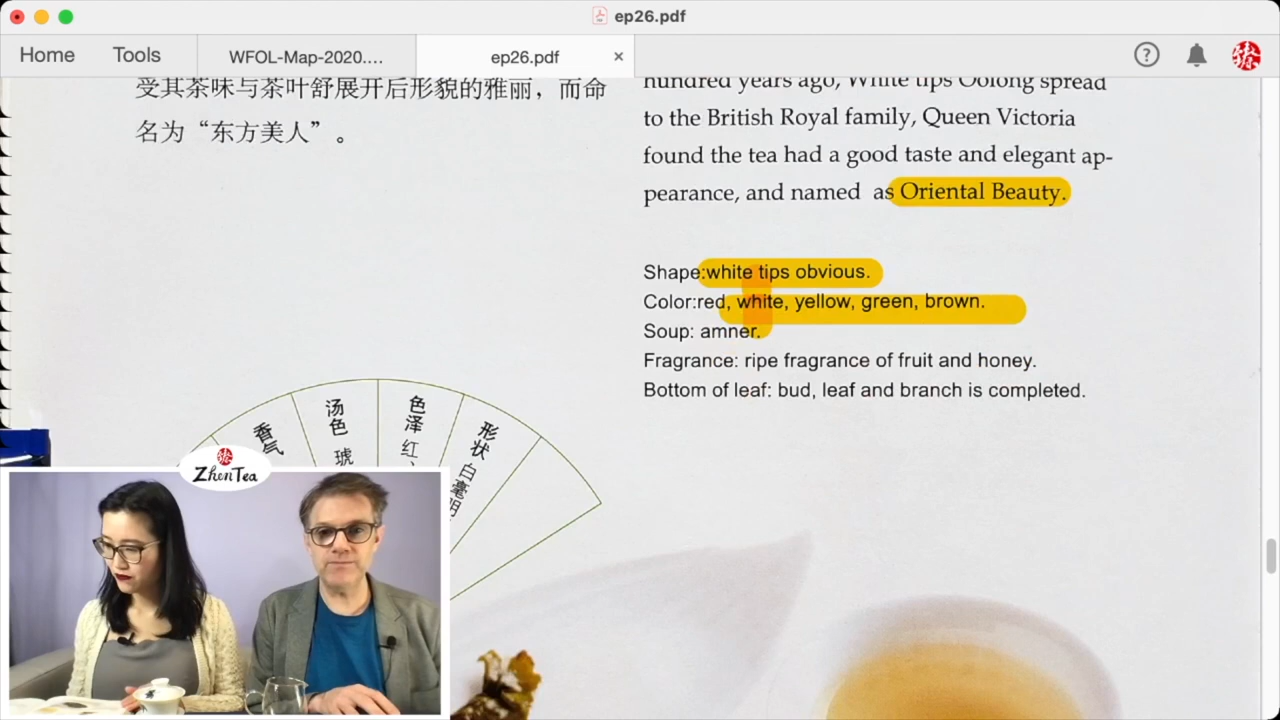 ep26.pdf
Home
Tools
WFOL-Map-2020....
ep26.pdf
×
?
受其茶味与茶叶舒展开后形貌的雅丽，而命
名为“东方美人”。
hundred years ago, White tips Oolong spread
to the British Royal family, Queen Victoria
found the tea had a good taste and elegant ap-
pearance, and named as Oriental Beauty.
Shape:white tips obvious.
Color:red, white, yellow, green, brown.
Soup: amner.
Fragrance: ripe fragrance of fruit and honey.
Bottom of leaf: bud, leaf and branch is completed.
香气
汤色 琥
色泽 红、
形状 白毫明
ZhenTea